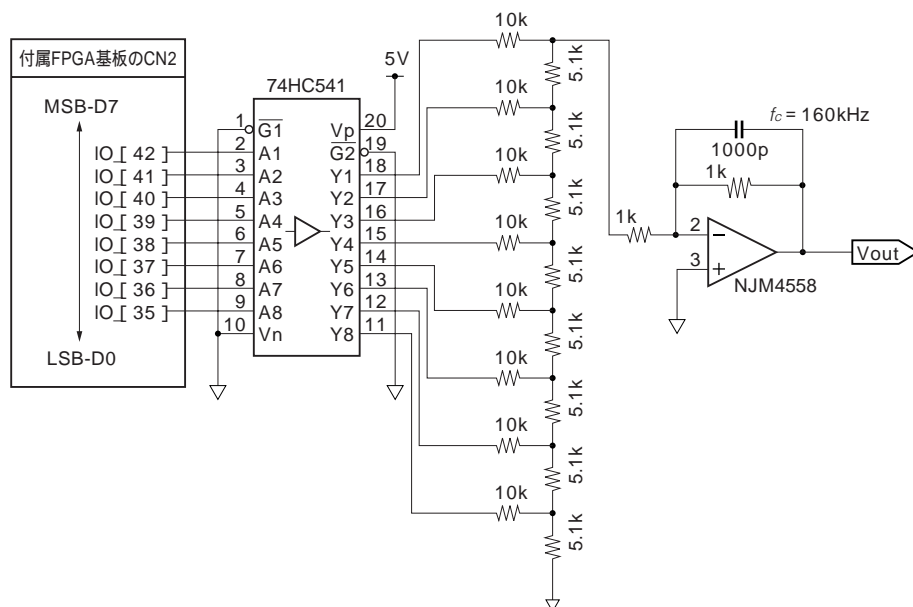 付属FPGA基板のCN2
MSB-D7
IO_[ 42 ]
IO_[ 41 ]
IO_[ 40 ]
IO_[ 39 ]
IO_[ 38 ]
IO_[ 37 ]
IO_[ 36 ]
IO_[ 35 ]
LSB-D0
74HC541
5V
1 G1 Vp 20
2 A1 G2 19
3 A2 Y1 18
4 A3 Y2 17
5 A4 Y3 16
6 A5 Y4 15
7 A6 Y5 14
8 A7 Y6 13
9 A8 Y7 12
10 Vn Y8 11
10k
10k
10k
10k
10k
10k
10k
10k
5.1k
5.1k
5.1k
5.1k
5.1k
5.1k
5.1k
5.1k
fc = 160kHz
1000p
1k
1k
2
3
NJM4558
Vout